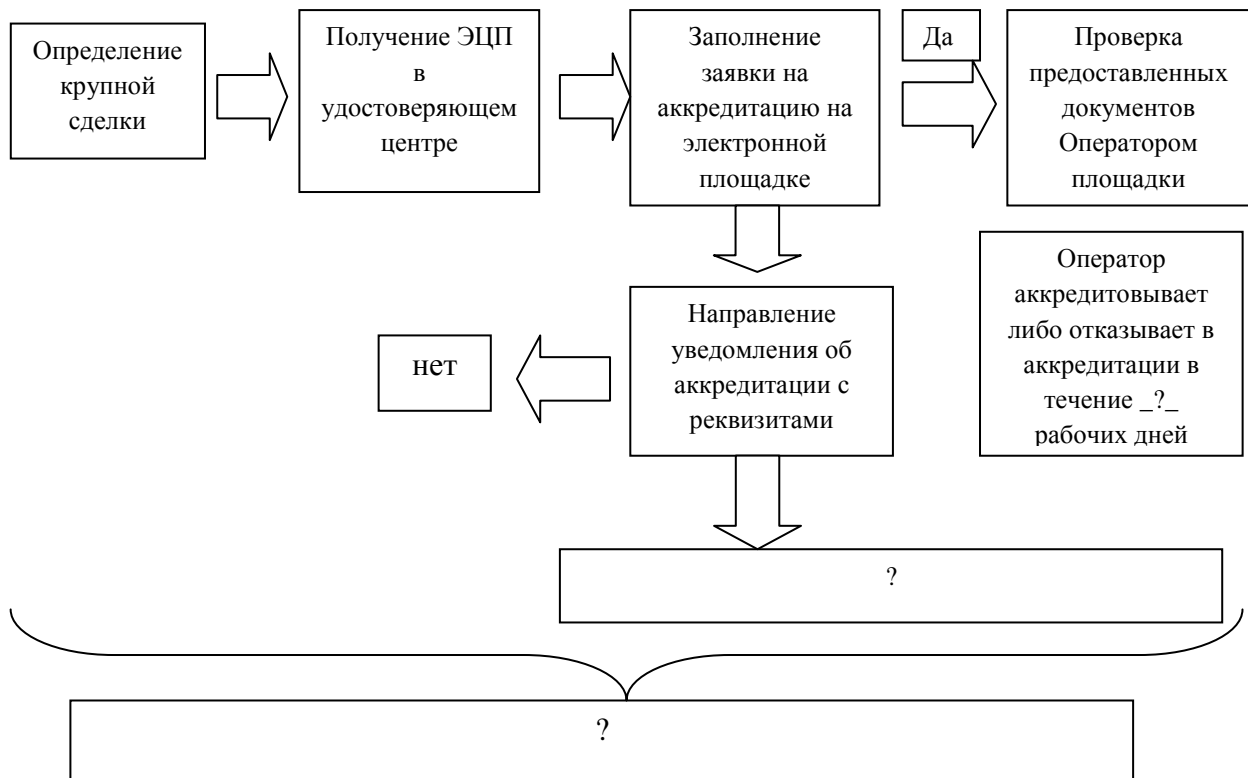 Определение
крупной
сделки
Получение ЭЦП
в
удостоверяющем
центре
Заполнение
заявки на
аккредитацию на
электронной
площадке
Да
Проверка
предоставленных
документов
Оператором
площадки
Оператор
аккредитовывает
либо отказывает в
аккредитации в
течение _?_
рабочих дней
Направление
уведомления об
аккредитации с
реквизитами
нет
?
?